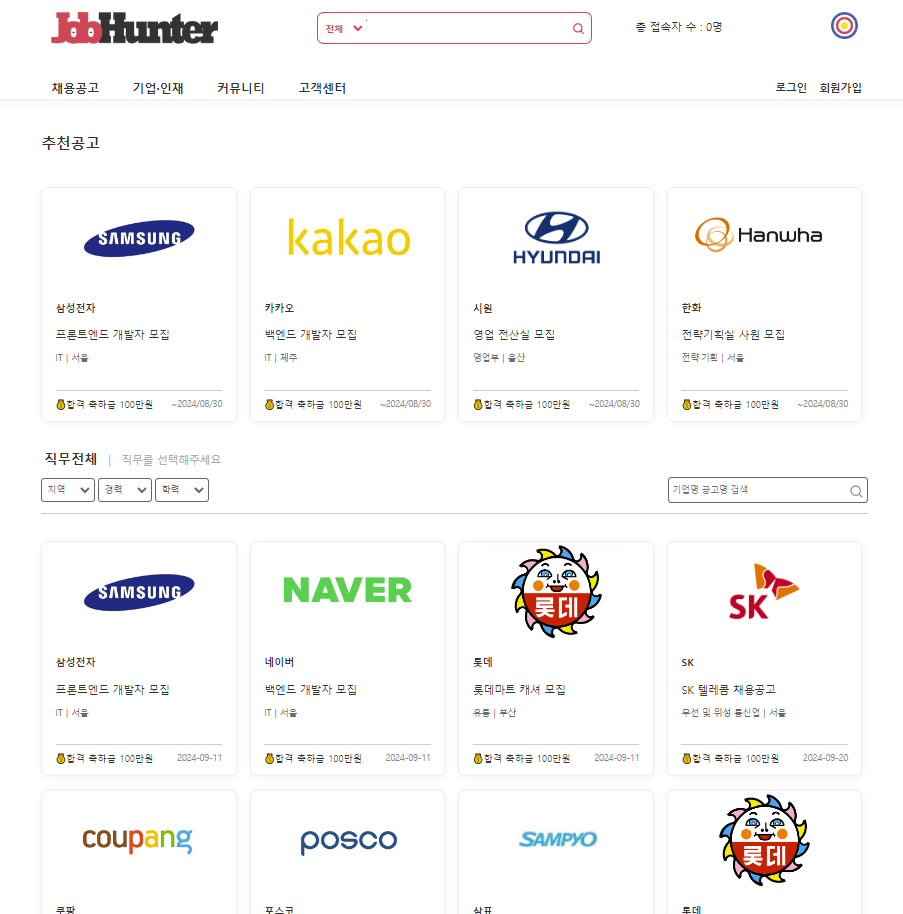 JobHunter
전체
총 접속자 수 : 0명
채용공고 기업·인재 커뮤니티 고객센터 로그인 회원가입
추천공고
SAMSUNG kakao HYUNDAI Hanwha
삼성전자 카카오 시원 한화
프론트엔드 개발자 모집 백엔드 개발자 모집 영업 전산실 모집 전략기획실 사원 모집
IT | 서울 IT | 제주 영업부 | 울산 전략·기획 | 서울
합격 축하금 100만원 ~2024/08/30 합격 축하금 100만원 ~2024/08/30 합격 축하금 100만원 ~2024/08/30 합격 축하금 100만원 ~2024/08/30
직무전체 | 직무를 선택해주세요
지역 경력 학력 기업명 공고명 검색
SAMSUNG NAVER 롯데 SK
삼성전자 네이버 롯데 SK
프론트엔드 개발자 모집 백엔드 개발자 모집 롯데마트 캐셔 모집 SK 텔레콤 채용공고
IT | 서울 IT | 서울 유통 | 부산 무선 및 위성 통신업 | 서울
합격 축하금 100만원 2024-09-11 합격 축하금 100만원 2024-09-11 합격 축하금 100만원 2024-09-11 합격 축하금 100만원 2024-09-20
coupang posco SAMPYO 롯데
쿠팡 포스코 삼표 롯데